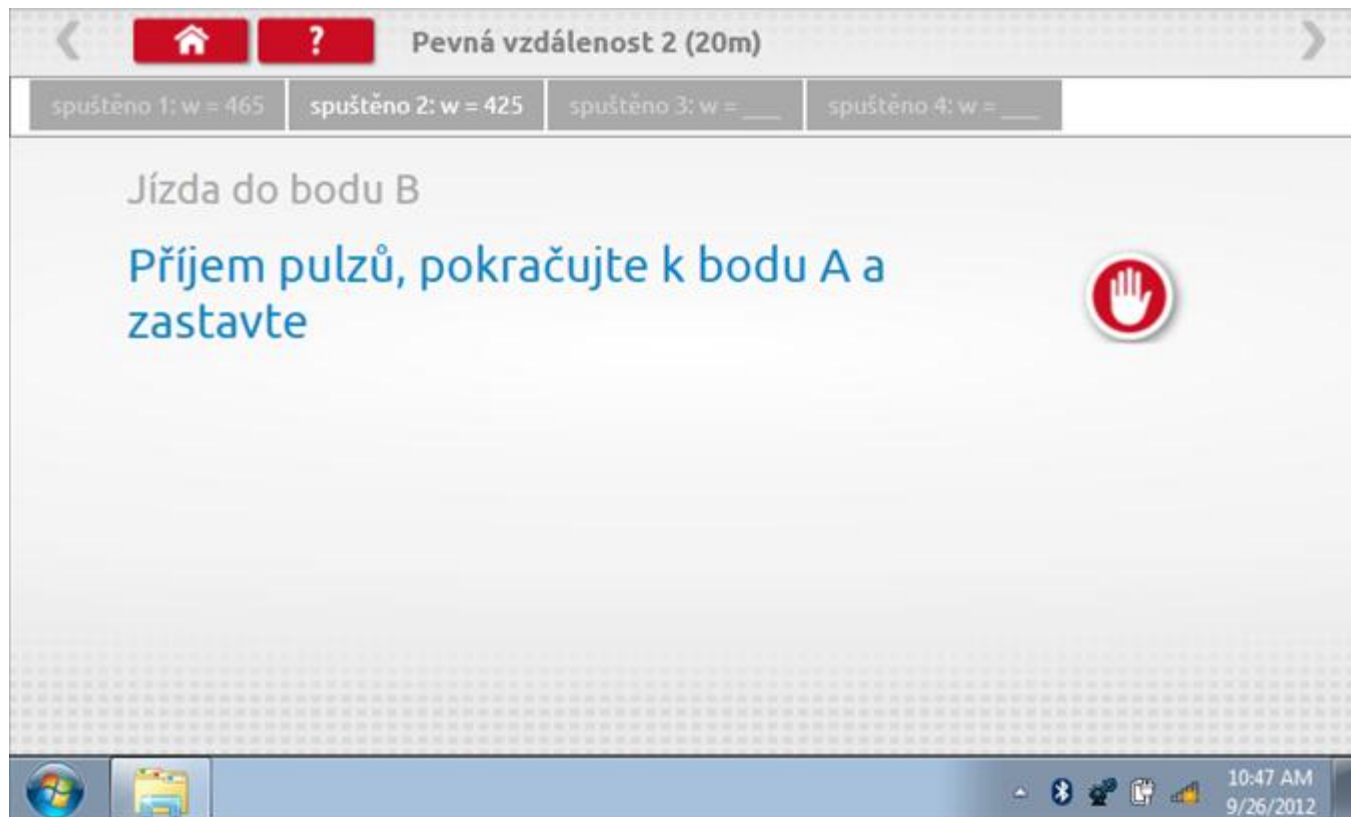 ? Pevná vzdálenost 2 (20m)
spuštěno 1: w = 465 spuštěno 2: w = 425 spuštěno 3: w = ___ spuštěno 4: w = ___
Jízda do bodu B
Příjem pulzů, pokračujte k bodu A a
zastavte
10:47 AM
9/26/2012